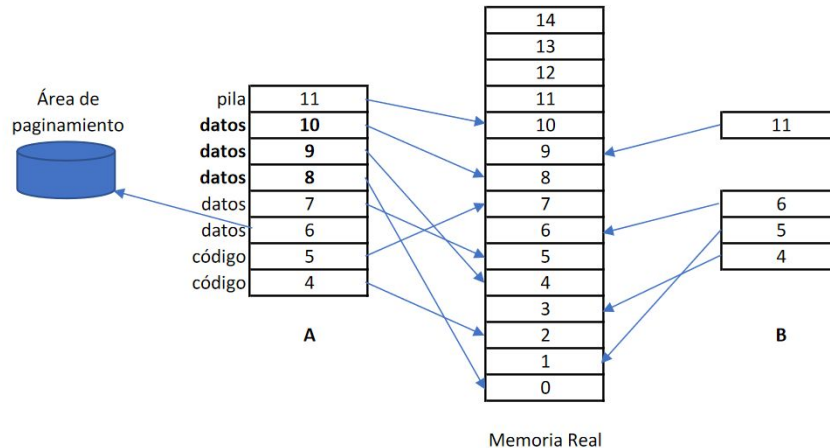 14
13
12
Área de
paginamiento
pila 11 11
datos 10 10 11
datos 9 9
datos 8 8
datos 7 7 6
datos 6 6 5
código 5 5 4
código 4 4
3
A 2 B
1
0
Memoria Real